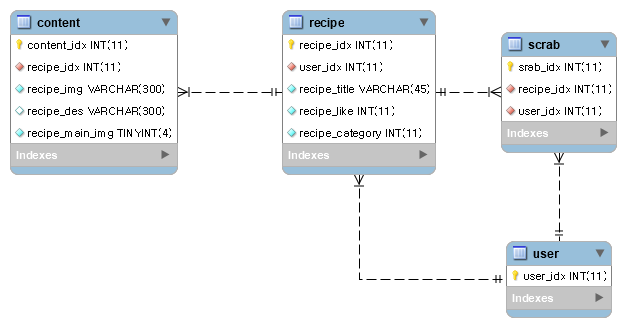 content
content_idx INT(11)
recipe_idx INT(11)
recipe_img VARCHAR(300)
recipe_des VARCHAR(300)
recipe_main_img TINYINT(4)
Indexes
recipe
recipe_idx INT(11)
user_idx INT(11)
recipe_title VARCHAR(45)
recipe_like INT(11)
recipe_category INT(11)
Indexes
scrab
srab_idx INT(11)
recipe_idx INT(11)
user_idx INT(11)
Indexes
user
user_idx INT(11)
Indexes